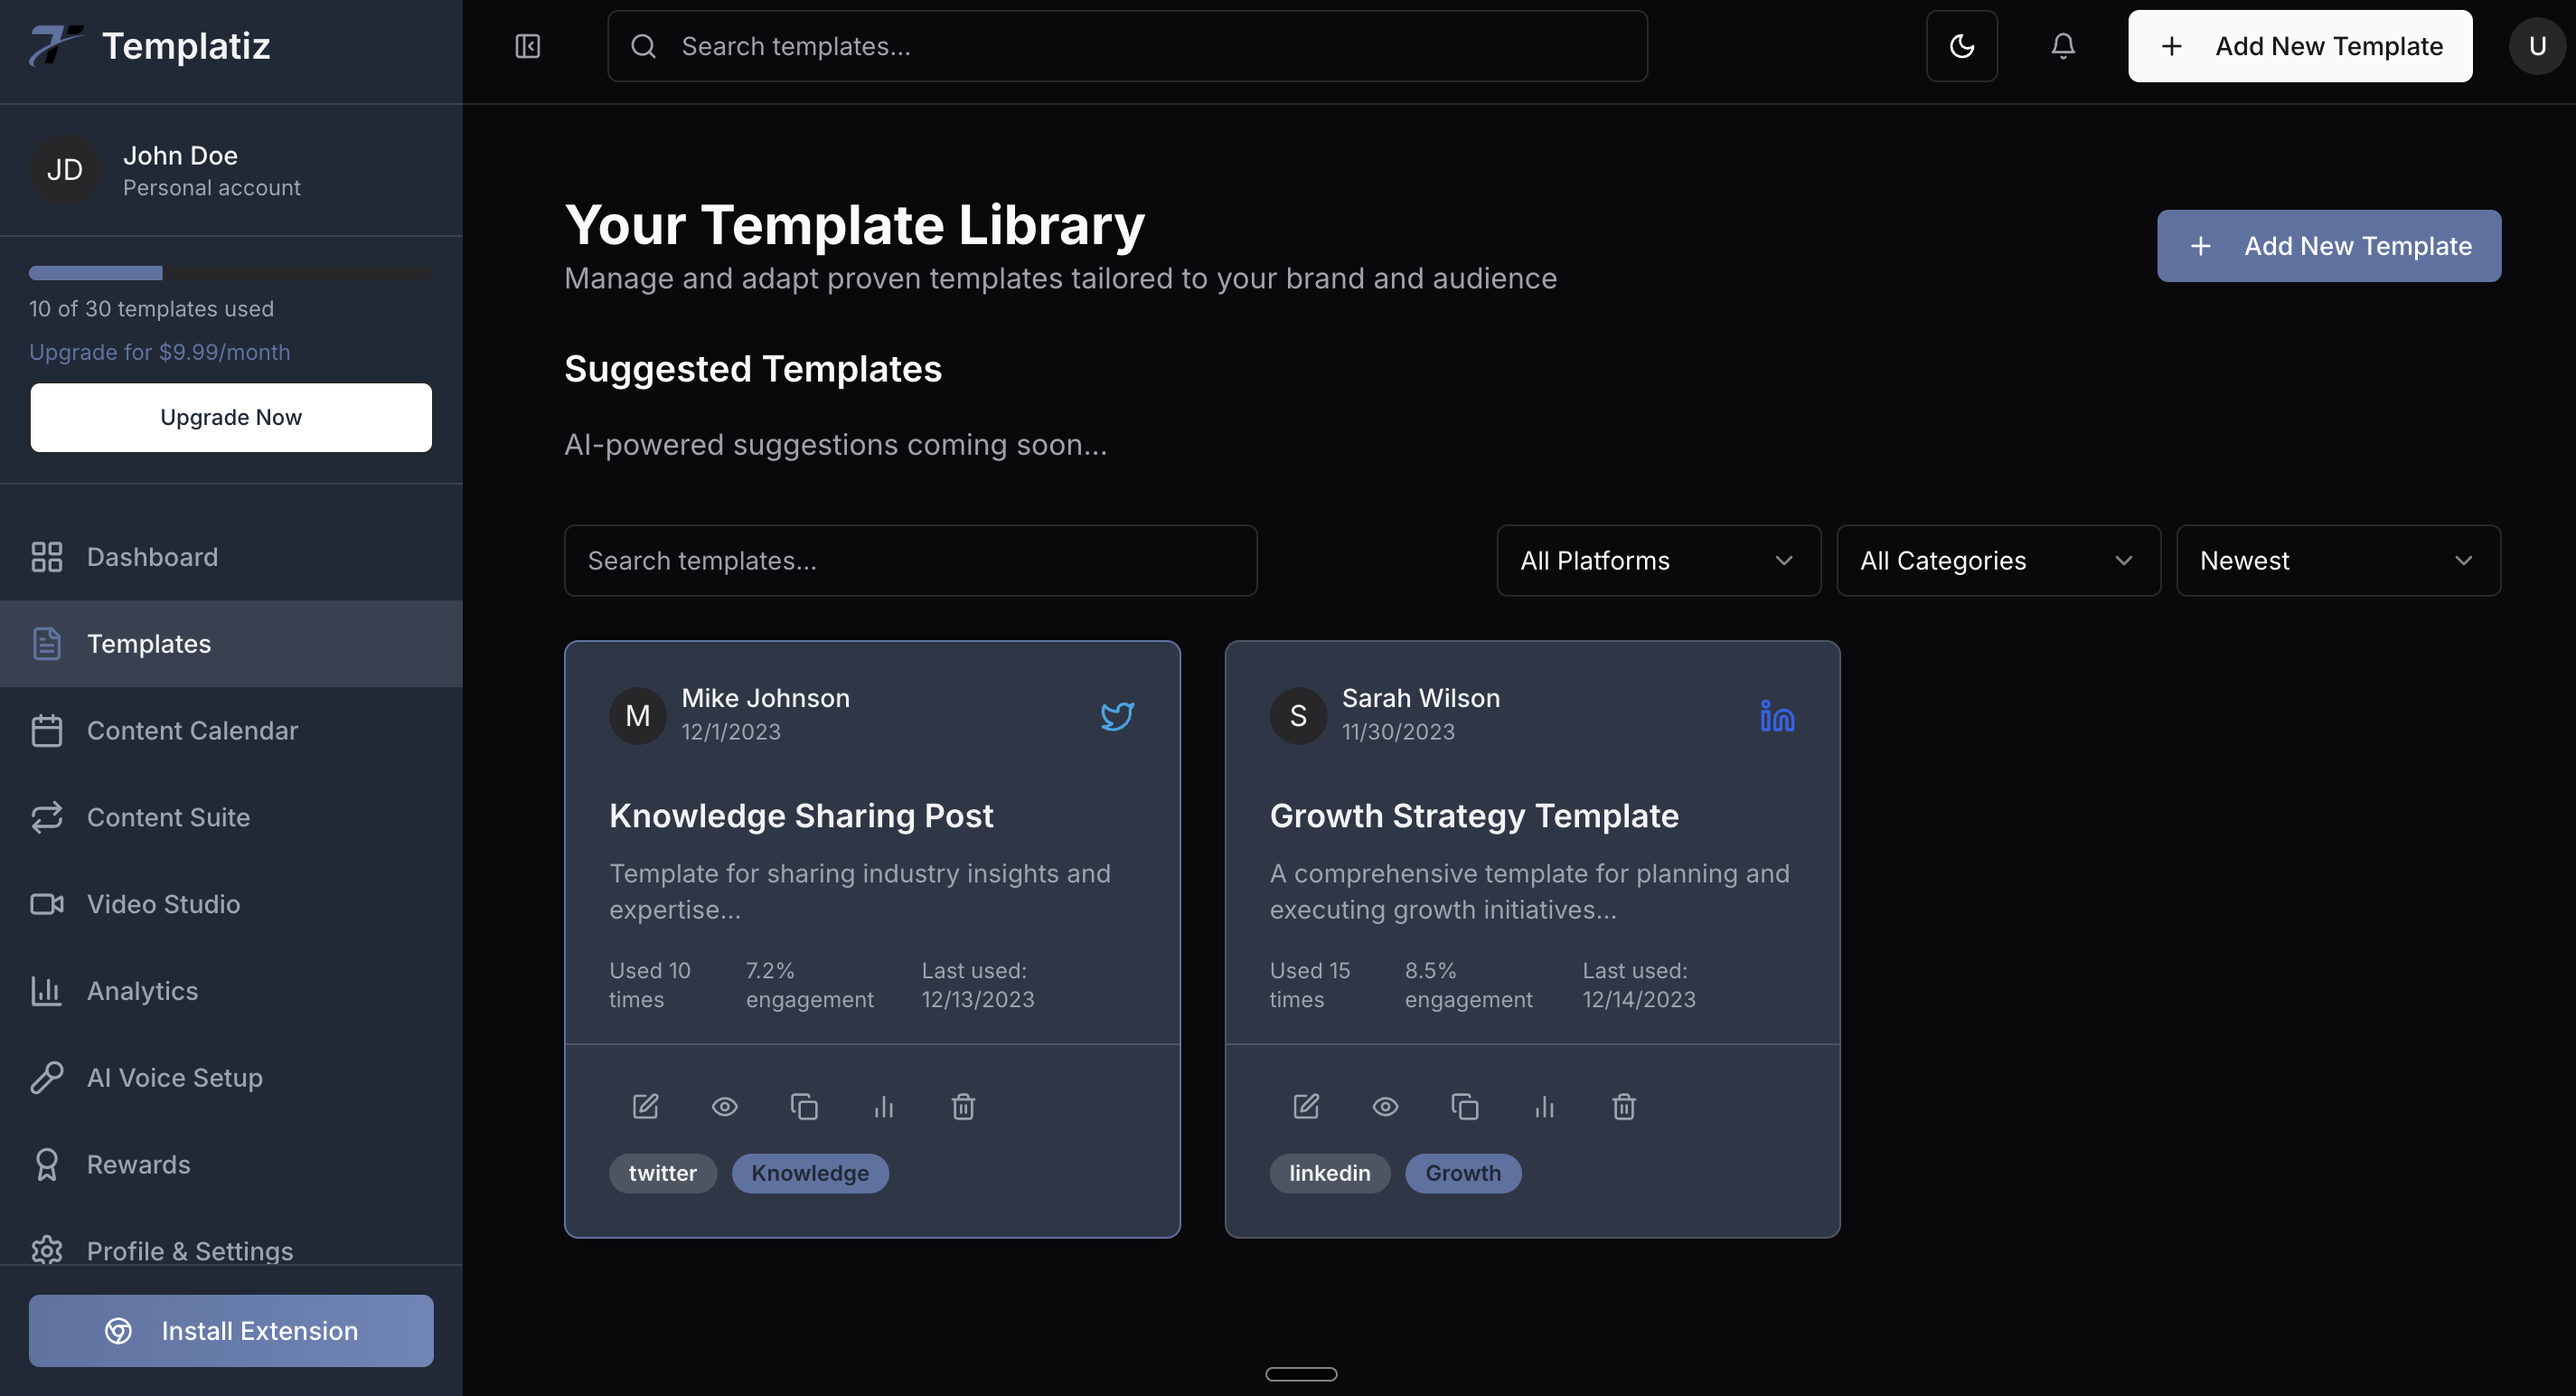 Templatiz
Search templates...
Add New Template
U
JD
John Doe
Personal account
10 of 30 templates used
Upgrade for $9.99/month
Upgrade Now
Dashboard
Templates
Content Calendar
Content Suite
Video Studio
Analytics
AI Voice Setup
Rewards
Profile & Settings
Install Extension
Your Template Library
Manage and adapt proven templates tailored to your brand and audience
Add New Template
Suggested Templates
AI-powered suggestions coming soon...
Search templates...
All Platforms
All Categories
Newest
M
Mike Johnson
12/1/2023
Knowledge Sharing Post
Template for sharing industry insights and
expertise...
Used 10
times
7.2%
engagement
Last used:
12/13/2023
twitter
Knowledge
S
Sarah Wilson
11/30/2023
in
Growth Strategy Template
A comprehensive template for planning and
executing growth initiatives...
Used 15
times
8.5%
engagement
Last used:
12/14/2023
linkedin
Growth